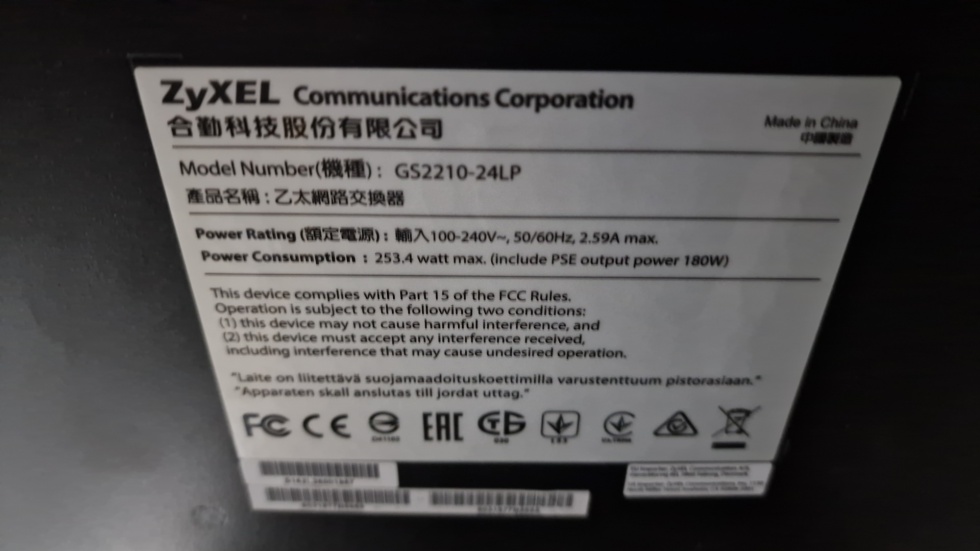 ZyXEL Communications Corporation
合勤科技股份有限公司
Made in China
中國製造
Model Number(機種) : GS2210-24LP
產品名稱 : 乙太網路交換器
Power Rating (額定電源) : 輸入100-240V~, 50/60Hz, 2.59A max.
Power Consumption : 253.4 watt max. (include PSE output power 180W)
This device complies with Part 15 of the FCC Rules.
Operation is subject to the following two conditions:
(1) this device may not cause harmful interference, and
(2) this device must accept any interference received,
including interference that may cause undesired operation.
"Laite on liitettävä suojamaadoituskoettimilla varustenttuum pistorasiaan."
"Apparaten skall anslutas till jordat uttag."
FC CE EAC